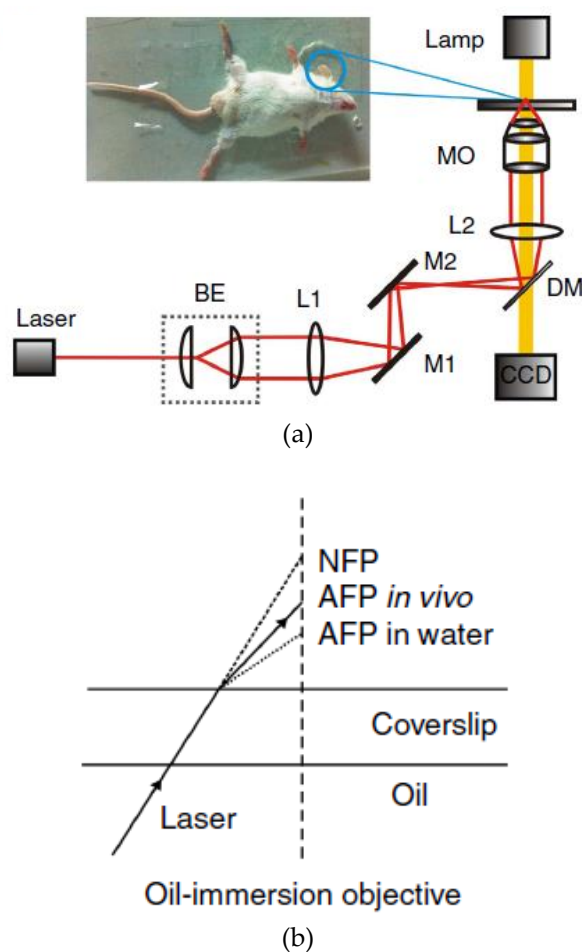 Lamp
MO
L2
M2
DM
BE
L1
Laser
M1
CCD
(a)
NFP
AFP in vivo
AFP in water
Coverslip
Oil
Laser
Oil-immersion objective
(b)